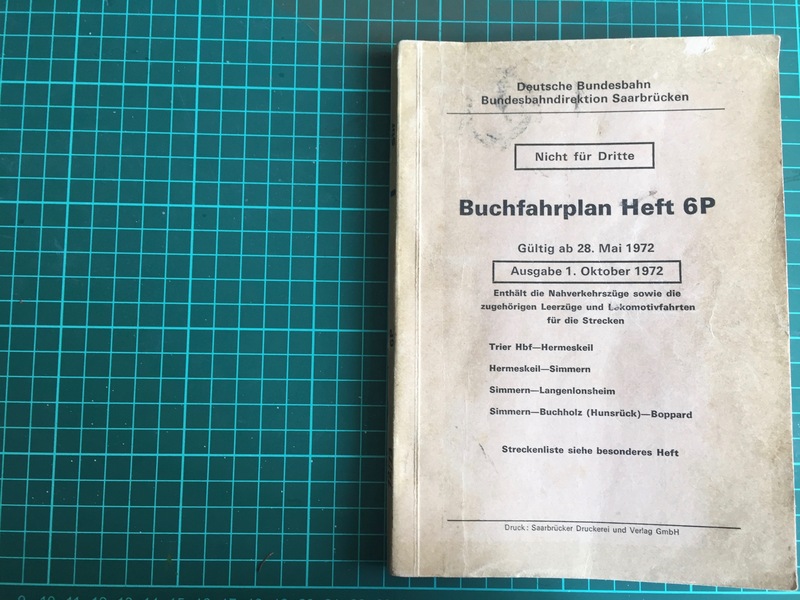 Deutsche Bundesbahn
Bundesbahndirektion Saarbrücken
Nicht für Dritte
Buchfahrplan Heft 6P
Gültig ab 28. Mai 1972
Ausgabe 1. Oktober 1972
Enthält die Nahverkehrszüge sowie die
zugehörigen Leerzüge und Lokomotivfahrten
für die Strecken
Trier Hbf—Hermeskeil
Hermeskeil—Simmern
Simmern—Langenlonsheim
Simmern—Buchholz (Hunsrück)—Boppard
Streckenliste siehe besonderes Heft
Druck: Saarbrücker Druckerei und Verlag GmbH